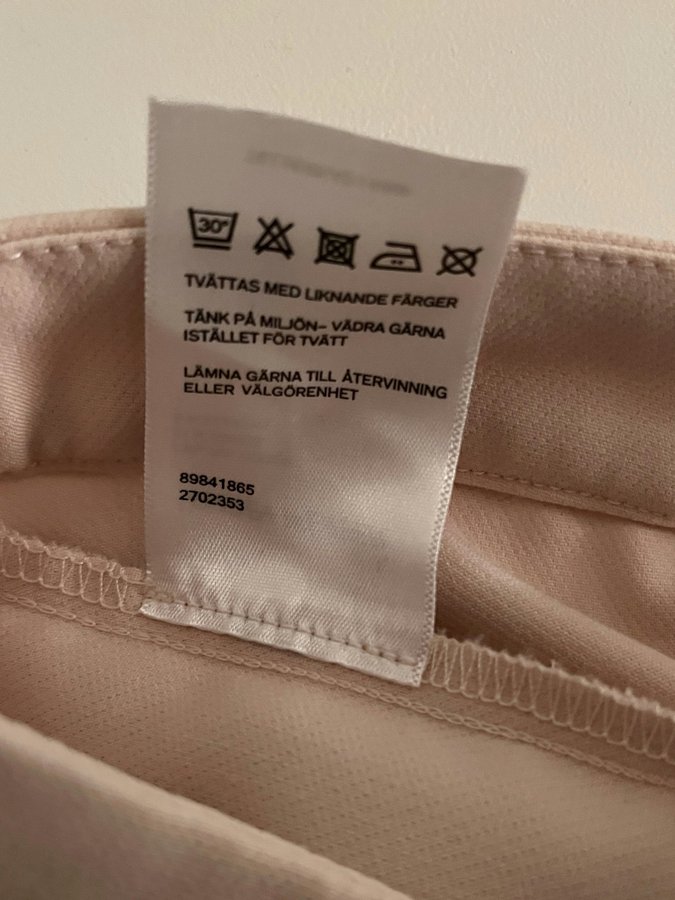 30°
TVÄTTAS MED LIKNANDE FÄRGER
TÄNK PÅ MILJÖN– VÄDRA GÄRNA
ISTÄLLET FÖR TVÄTT
LÄMNA GÄRNA TILL ÅTERVINNING
ELLER VÄLGÖRENHET
89841865
2702353